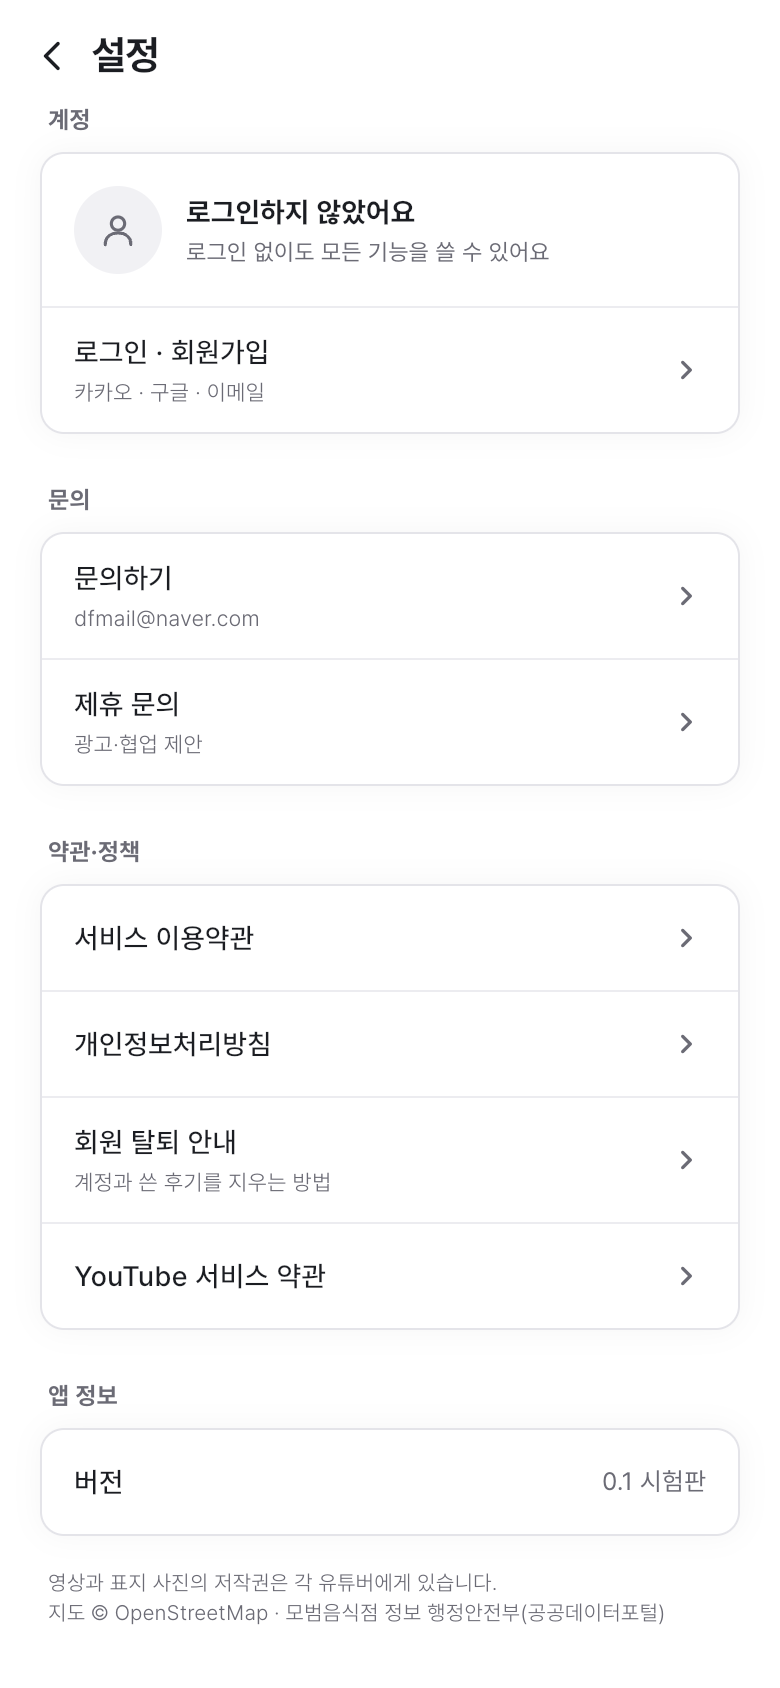 설정
계정
로그인하지 않았어요
로그인 없이도 모든 기능을 쓸 수 있어요
로그인 · 회원가입
카카오 · 구글 · 이메일
문의
문의하기
dfmail@naver.com
제휴 문의
광고·협업 제안
약관·정책
서비스 이용약관
개인정보처리방침
회원 탈퇴 안내
계정과 쓴 후기를 지우는 방법
YouTube 서비스 약관
앱 정보
버전
0.1 시험판
영상과 표지 사진의 저작권은 각 유튜버에게 있습니다.
지도 © OpenStreetMap · 모범음식점 정보 행정안전부(공공데이터포털)